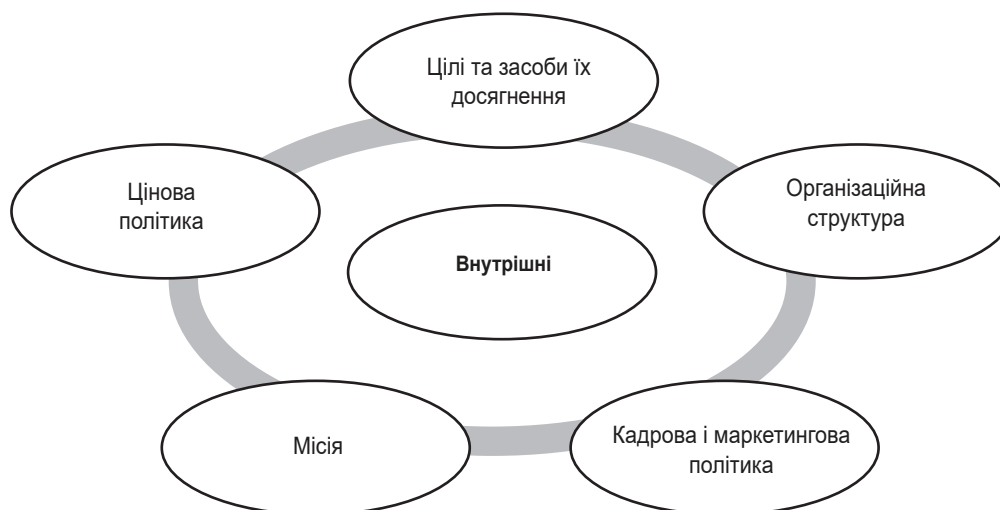 Цілі та засоби їх
досягнення
Цінова
політика
Організаційна
структура
Внутрішні
Місія
Кадрова і маркетингова
політика